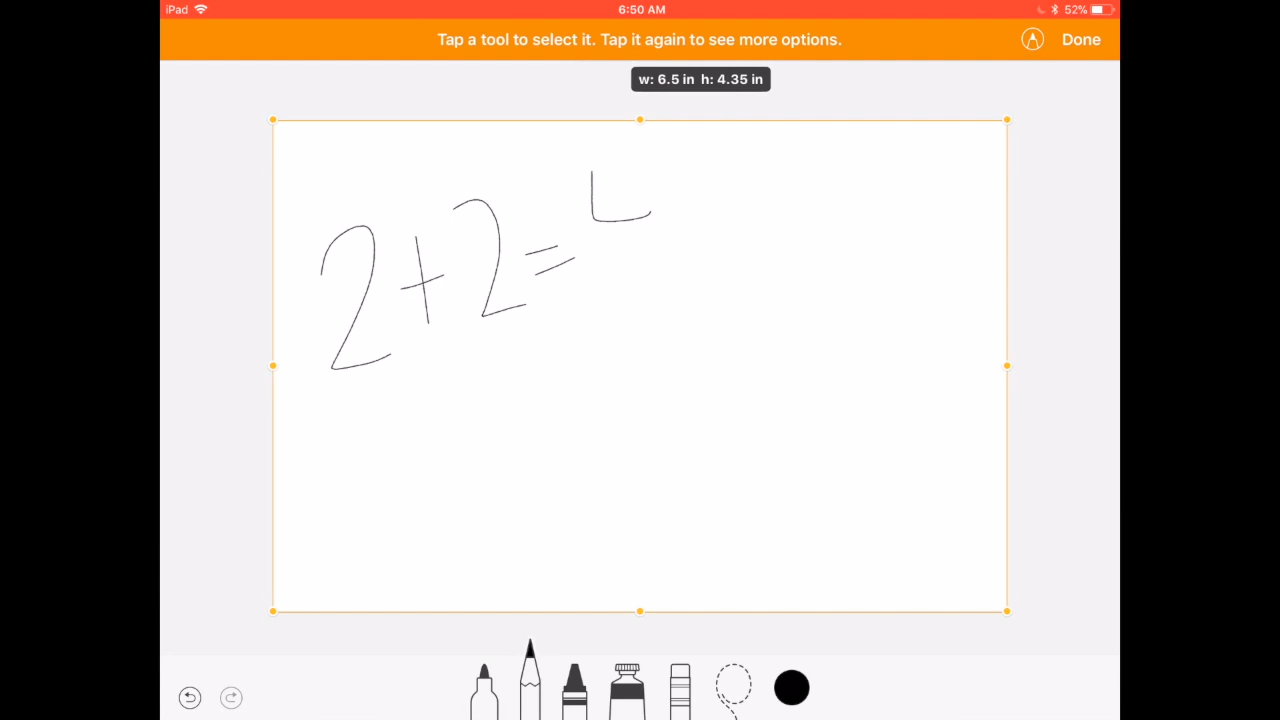 iPad 6:50 AM 52%
Tap a tool to select it. Tap it again to see more options. Done
w: 6.5 in h: 4.35 in
2+2=